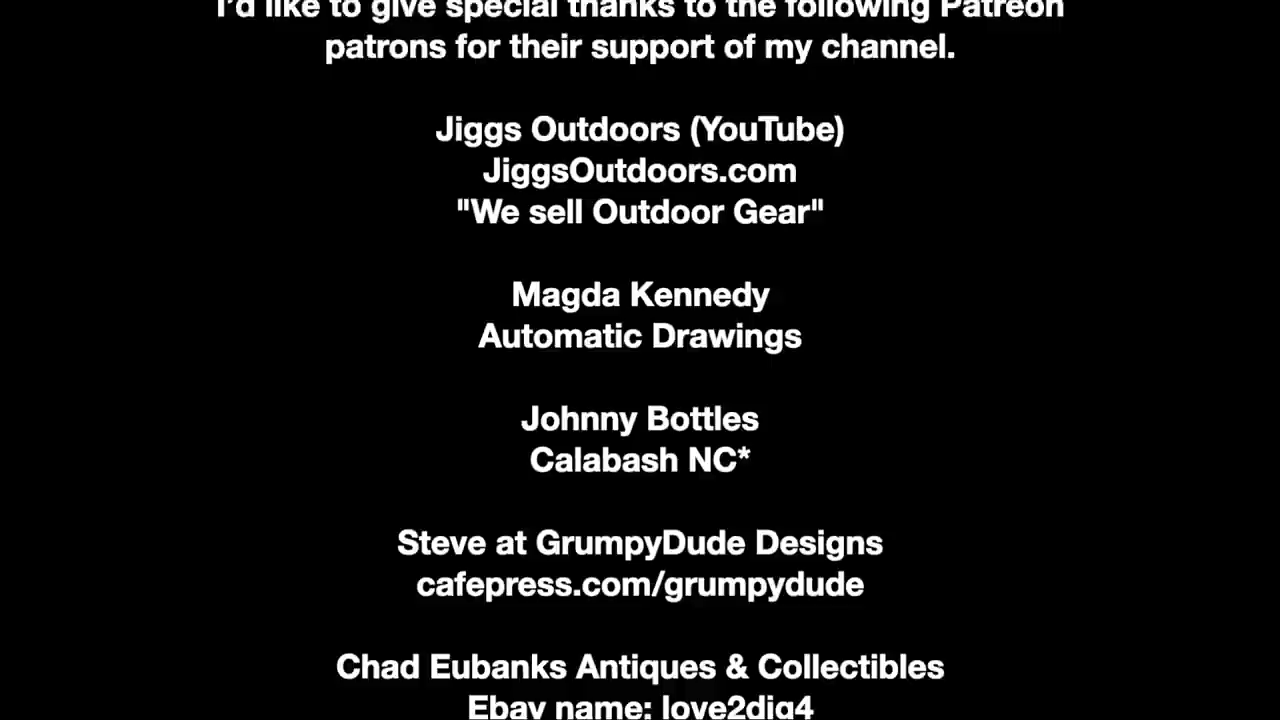 I'd like to give special thanks to the following Patreon
patrons for their support of my channel.
Jiggs Outdoors (YouTube)
JiggsOutdoors.com
"We sell Outdoor Gear"
Magda Kennedy
Automatic Drawings
Johnny Bottles
Calabash NC*
Steve at GrumpyDude Designs
cafepress.com/grumpydude
Chad Eubanks Antiques & Collectibles
Ebay name: love2dig4